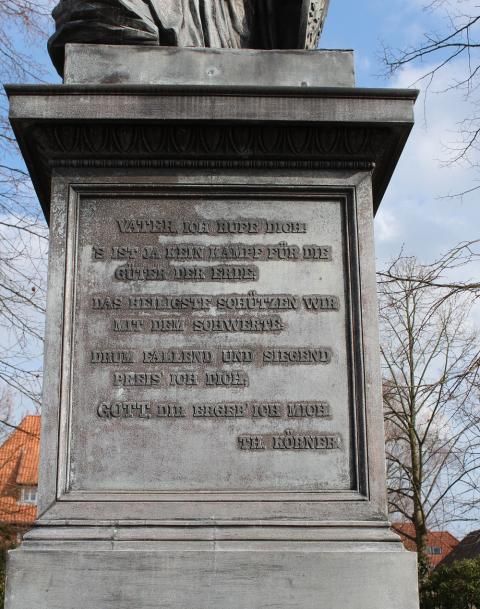 VATER, ICH RUFE DICH!
'S IST JA KEIN KAMPF FÜR DIE
GÜTER DER ERDE;
DAS HEILIGSTE SCHÜTZEN WIR
MIT DEM SCHWERTE.
DRUM FALLEND UND SIEGEND
PREIS' ICH DICH,
GOTT, DIR ERGEB' ICH MICH.
TH. KÖRNER.